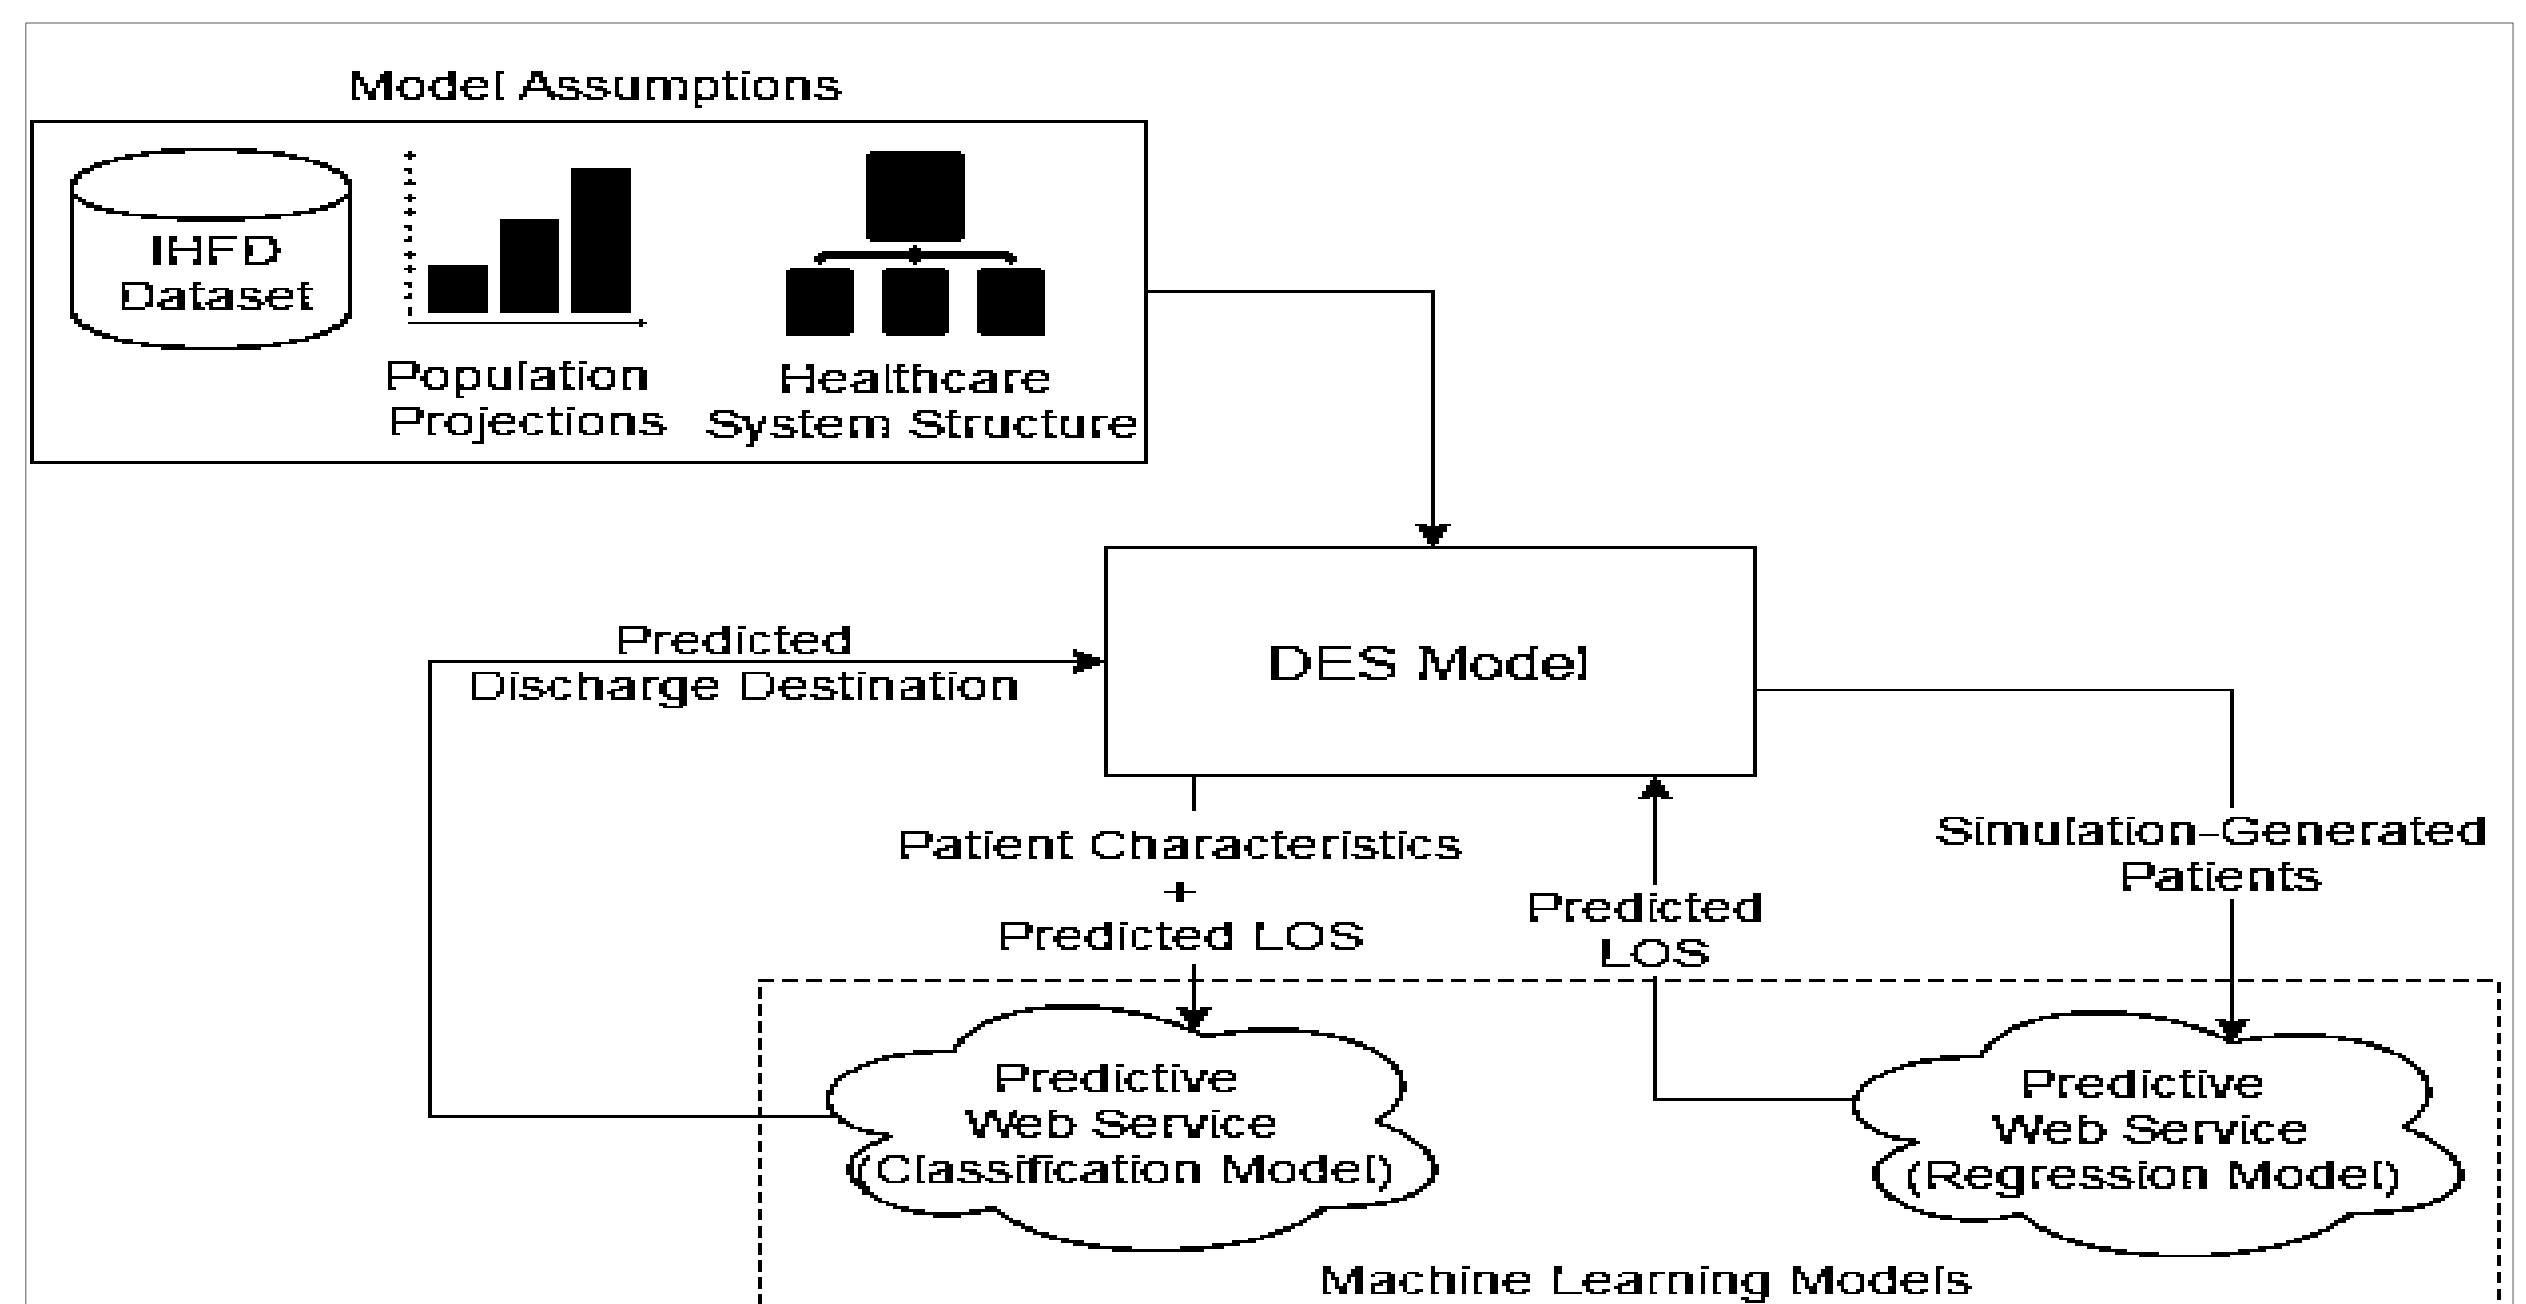 Model Assumptions
IHFD
Dataset
Population
Projections
Healthcare
System Structure
DES Model
Predicted
Discharge Destination
Patient Characteristics
+
Predicted LOS
Predicted
LOS
Simulation-Generated
Patients
Predictive
Web Service
(Classification Model)
Predictive
Web Service
(Regression Model)
Machine Learning Models